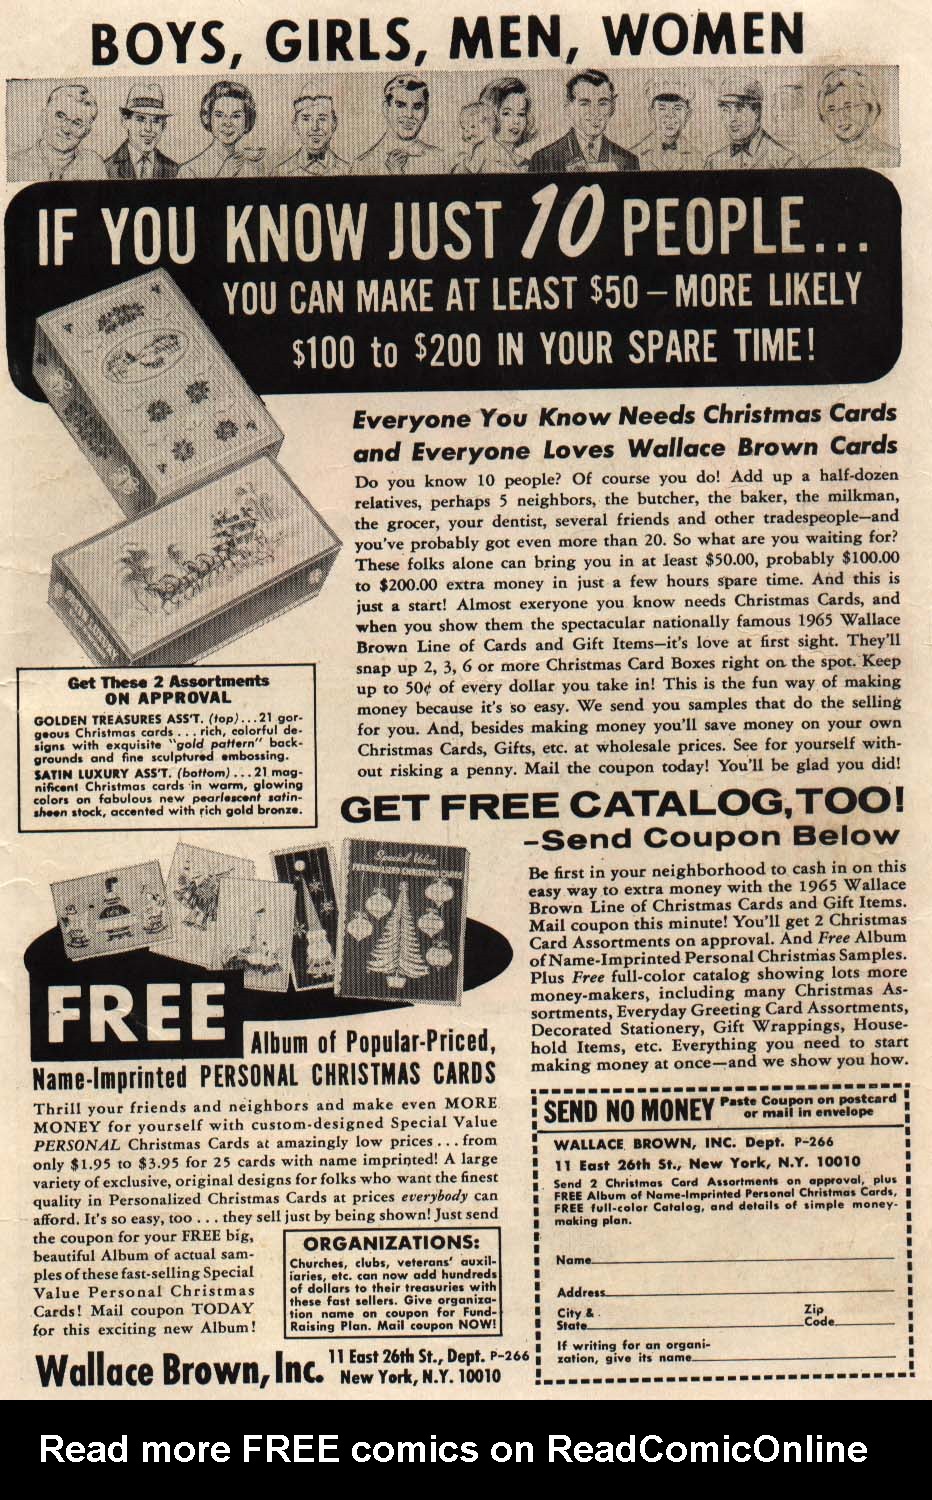 BOYS, GIRLS, MEN, WOMEN
IF YOU KNOW JUST 10 PEOPLE...
YOU CAN MAKE AT LEAST $50 – MORE LIKELY
$100 to $200 IN YOUR SPARE TIME!
Everyone You Know Needs Christmas Cards
and Everyone Loves Wallace Brown Cards
Do you know 10 people? Of course you do! Add up a half-dozen
relatives, perhaps 5 neighbors, the butcher, the baker, the milkman,
the grocer, your dentist, several friends and other tradespeople—and
you've probably got even more than 20. So what are you waiting for?
These folks alone can bring you in at least $50.00, probably $100.00
to $200.00 extra money in just a few hours spare time. And this is
just a start! Almost exeryone you know needs Christmas Cards, and
when you show them the spectacular nationally famous 1965 Wallace
Brown Line of Cards and Gift Items—it's love at first sight. They'll
snap up 2, 3, 6 or more Christmas Card Boxes right on the spot. Keep
up to 50¢ of every dollar you take in! This is the fun way of making
money because it's so easy. We send you samples that do the selling
for you. And, besides making money you'll save money on your own
Christmas Cards, Gifts, etc. at wholesale prices. See for yourself with-
out risking a penny. Mail the coupon today! You'll be glad you did!
SATIN LUXURY
Get These 2 Assortments
ON APPROVAL
GOLDEN TREASURES ASS'T. (top)...21 gor-
geous Christmas cards ... rich, colorful de-
signs with exquisite "gold pattern" back-
grounds and fine sculptured embossing.
SATIN LUXURY ASS'T. (bottom) ...21 mag-
nificent Christmas cards in warm, glowing
colors on fabulous new pearlescent satin-
sheen stock, accented with rich gold bronze.
GET FREE CATALOG, TOO!
–Send Coupon Below
Be first in your neighborhood to cash in on this
easy way to extra money with the 1965 Wallace
Brown Line of Christmas Cards and Gift Items.
Mail coupon this minute! You'll get 2 Christmas
Card Assortments on approval. And Free Album
of Name-Imprinted Personal Christmas Samples.
Plus Free full-color catalog showing lots more
money-makers, including many Christmas As-
sortments, Everyday Greeting Card Assortments,
Decorated Stationery, Gift Wrappings, House-
hold Items, etc. Everything you need to start
making money at once—and we show you how.
Special Value
PERSONALIZED CHRISTMAS CARDS
FREE
Album of Popular-Priced,
Name-Imprinted PERSONAL CHRISTMAS CARDS
Thrill your friends and neighbors and make even MORE
MONEY for yourself with custom-designed Special Value
PERSONAL Christmas Cards at amazingly low prices ... from
only $1.95 to $3.95 for 25 cards with name imprinted! A large
variety of exclusive, original designs for folks who want the finest
quality in Personalized Christmas Cards at prices everybody can
afford. It's so easy, too ... they sell just by being shown! Just send
the coupon for your FREE big,
beautiful Album of actual sam-
ples of these fast-selling Special
Value Personal Christmas
Cards! Mail coupon TODAY
for this exciting new Album!
ORGANIZATIONS:
Churches, clubs, veterans' auxil-
iaries, etc. can now add hundreds
of dollars to their treasuries with
these fast sellers. Give organiza-
tion name on coupon for Fund-
Raising Plan. Mail coupon NOW!
Wallace Brown, Inc. 11 East 26th St., Dept. P-266
New York, N.Y. 10010
SEND NO MONEY Paste Coupon on postcard
or mail in envelope
WALLACE BROWN, INC. Dept. P-266
11 East 26th St., New York, N.Y. 10010
Send 2 Christmas Card Assortments on approval, plus
FREE Album of Name-Imprinted Personal Christmas Cards,
FREE full-color Catalog, and details of simple money-
making plan.
Name
Address
City &
State
Zip
Code
If writing for an organi-
zation, give its name
Read more FREE comics on ReadComicOnline